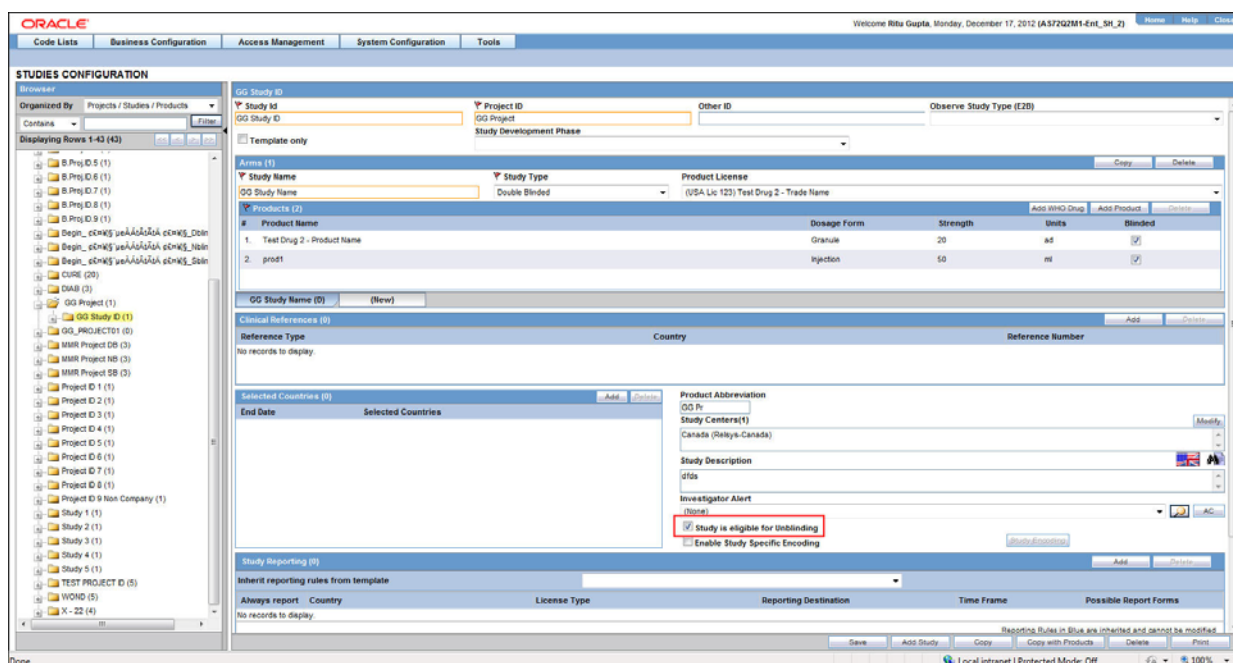 ORACLE
Welcome Ritu Gupta, Monday, December 17, 2012 (AS72Q2M1-Ent_SH_2) Home Help Close
Code Lists Business Configuration Access Management System Configuration Tools
STUDIES CONFIGURATION
Browser
Organized By Projects / Studies / Products
Contains Filter
Displaying Rows 1-43 (43)
B.Proj.ID.5 (1)
B.Proj.ID.6 (1)
B.Proj.ID.7 (1)
B.Proj.ID.8 (1)
B.Proj.ID.9 (1)
CURE (20)
DIAB (3)
GG Project (1)
GG Study ID (1)
GG_PROJECT01 (0)
MMR Project DB (3)
MMR Project NB (3)
MMR Project SB (3)
Project ID 1 (1)
Project ID 2 (1)
Project ID 3 (1)
Project ID 4 (1)
Project ID 5 (1)
Project ID 6 (1)
Project ID 7 (1)
Project ID 8 (1)
Project ID 9 Non Company (1)
Study 1 (1)
Study 2 (1)
Study 3 (1)
Study 4 (1)
Study 5 (1)
TEST PROJECT ID (5)
WOND (5)
X - 22 (4)
GG Study ID
Study Id Project ID Other ID Observe Study Type (E2B)
GG Study ID GG Project
Template only Study Development Phase
Arms (1) Copy Delete
Study Name Study Type Product License
GG Study Name Double Blinded (USA Lic 123) Test Drug 2 - Trade Name
Products (2) Add WHO Drug Add Product Delete
# Product Name Dosage Form Strength Units Blinded
1. Test Drug 2 - Product Name Granule 20 ad
2. prod1 Injection 50 ml
GG Study Name (D) (New)
Clinical References (0) Add Delete
Reference Type Country Reference Number
No records to display.
Selected Countries (0) Add Delete
End Date Selected Countries
Product Abbreviation
GG Pr
Study Centers(1) Modify
Canada (Relsys-Canada)
Study Description
dfds
Investigator Alert
(None) AC
Study is eligible for Unblinding
Enable Study Specific Encoding Study Encoding
Study Reporting (0) Add Delete
Inherit reporting rules from template
Always report Country License Type Reporting Destination Time Frame Possible Report Forms
No records to display.
Reporting Rules in Blue are inherited and cannot be modified
Save Add Study Copy Copy with Products Delete Print
Done Local intranet | Protected Mode: Off 100%